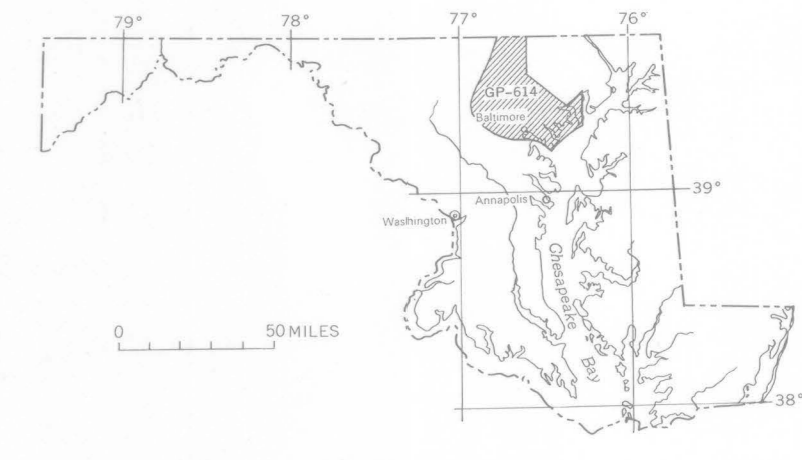 79°
78°
77°
76°
GP-614
Baltimore
39°
Annapolis
Washington
Chesapeake
Bay
0
50 MILES
38°